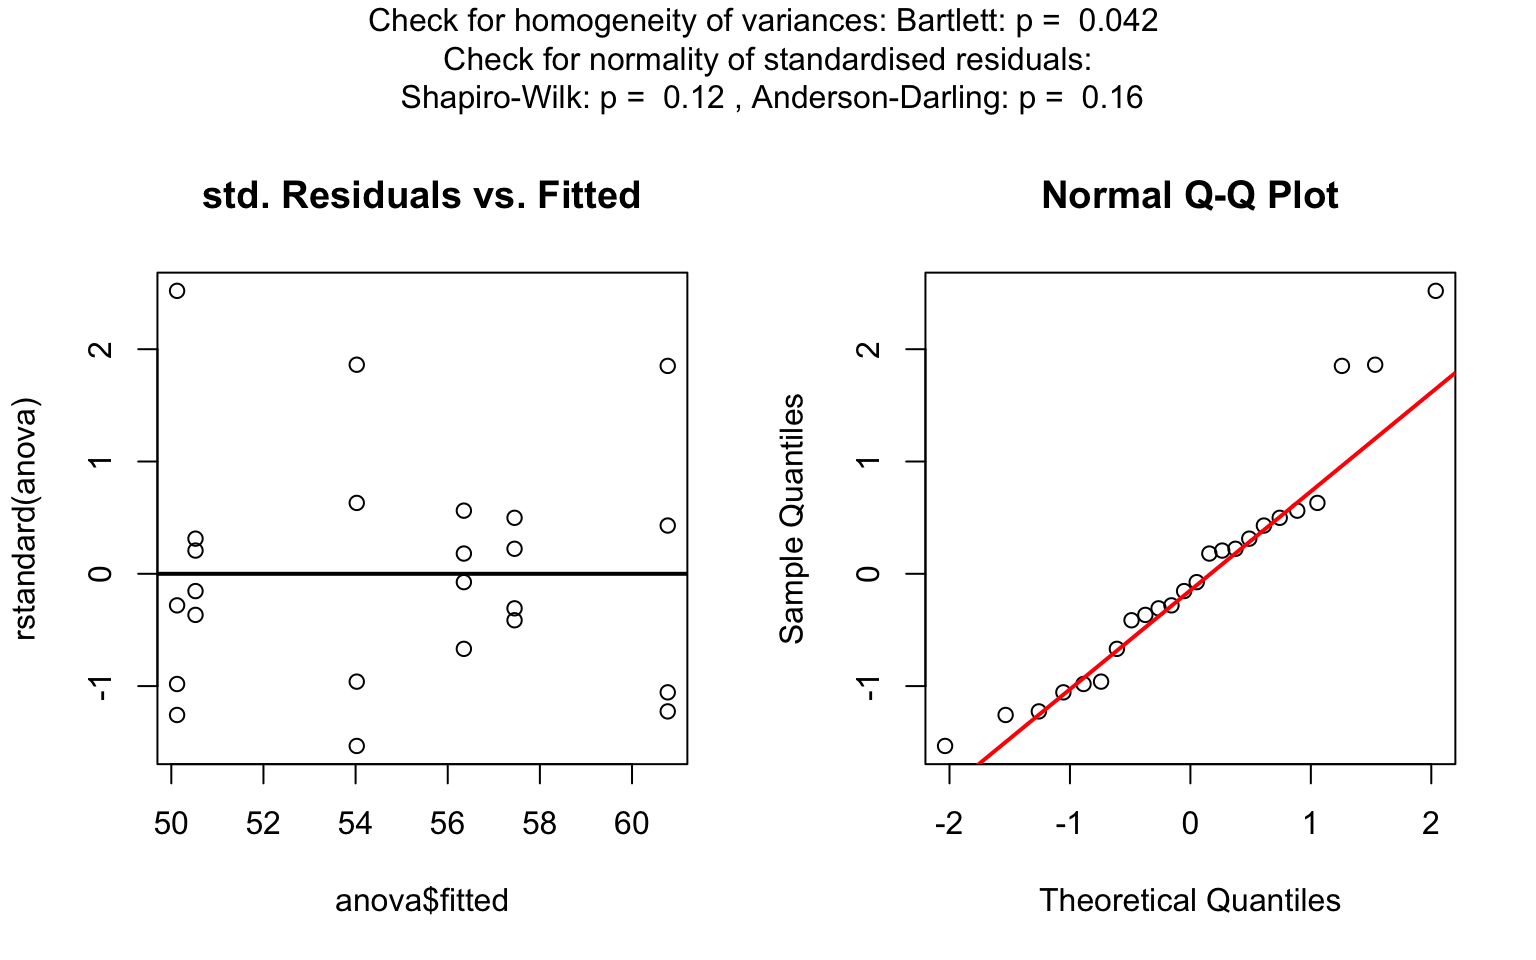 Check for homogeneity of variances: Bartlett: p =  0.042
Check for normality of standardised residuals:
Shapiro-Wilk: p =  0.12 , Anderson-Darling: p =  0.16
std. Residuals vs. Fitted
rstandard(anova)
2
1
0
-1
50 52 54 56 58 60
anova$fitted
Normal Q-Q Plot
Sample Quantiles
2
1
0
-1
-2 -1 0 1 2
Theoretical Quantiles